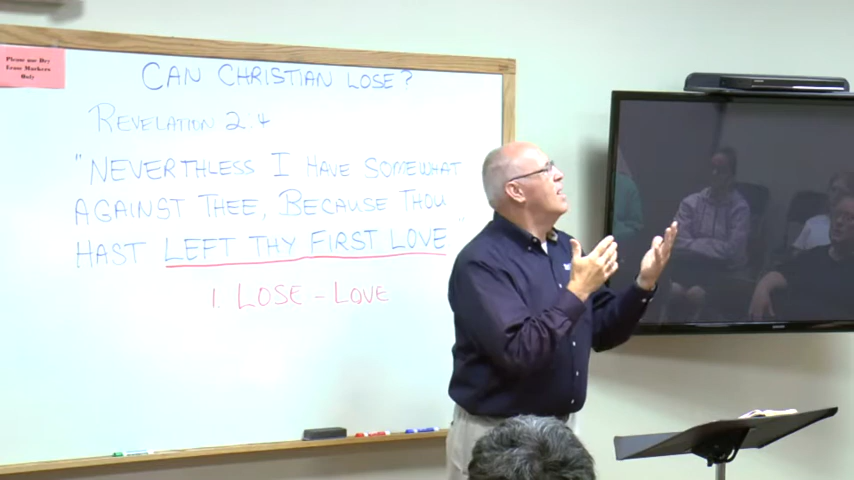 Please use Dry
Erase Markers
Only
CAN CHRISTIAN LOSE?
REVELATION 2.4
"NEVERTHLESS I HAVE SOMEWHAT
AGAINST THEE, BECAUSE THOU
HAST LEFT THY FIRST LOVE"
1. LOSE - LOVE